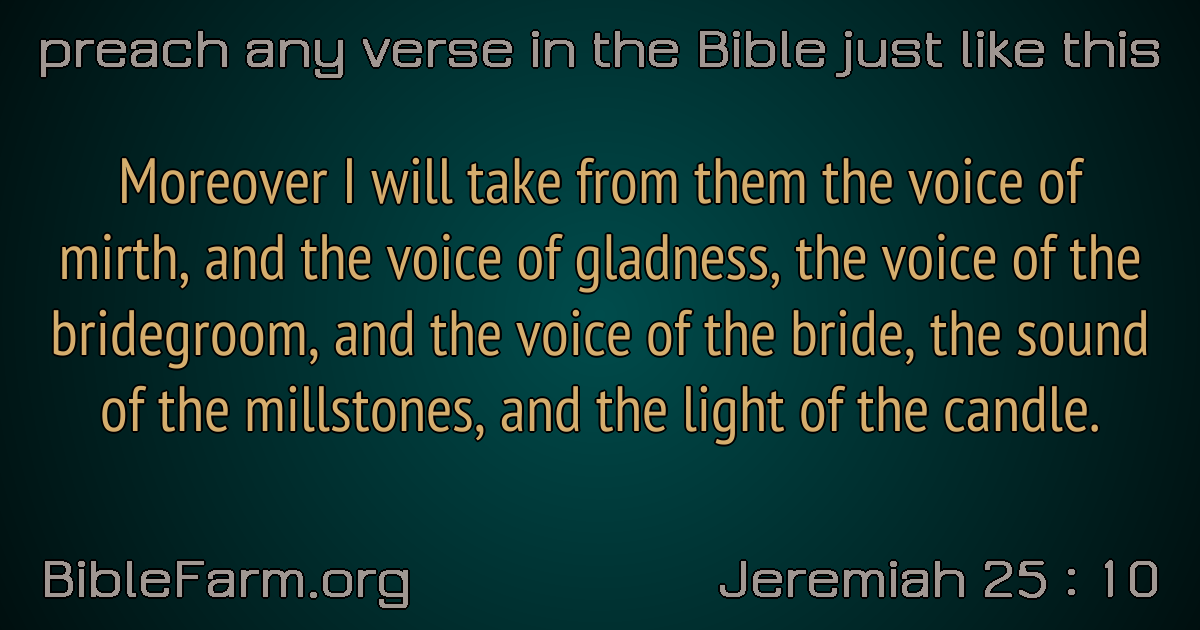 preach any verse in the Bible just like this
Moreover I will take from them the voice of
mirth, and the voice of gladness, the voice of the
bridegroom, and the voice of the bride, the sound
of the millstones, and the light of the candle.
BibleFarm.org
Jeremiah 25 : 10